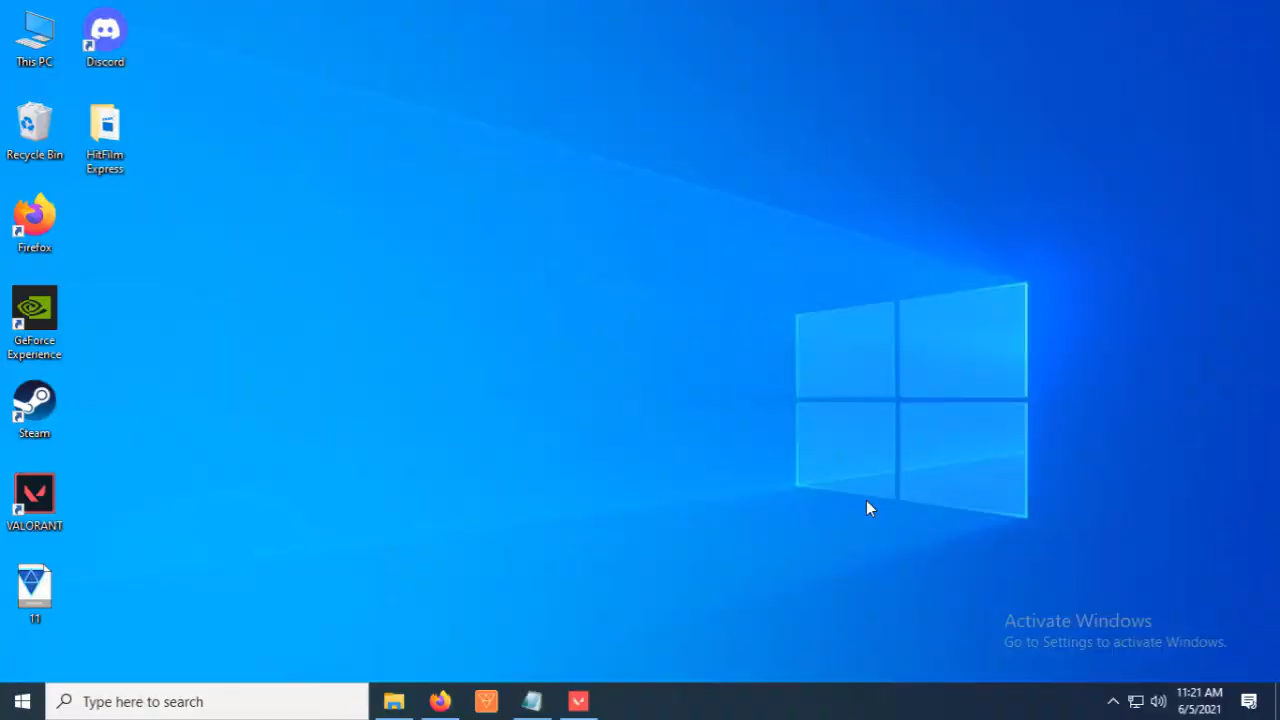 This PC
Discord
Recycle Bin
HitFilm
Express
Firefox
GeForce
Experience
Steam
VALORANT
11
Activate Windows
Go to Settings to activate Windows.
Type here to search
11:21 AM
6/5/2021